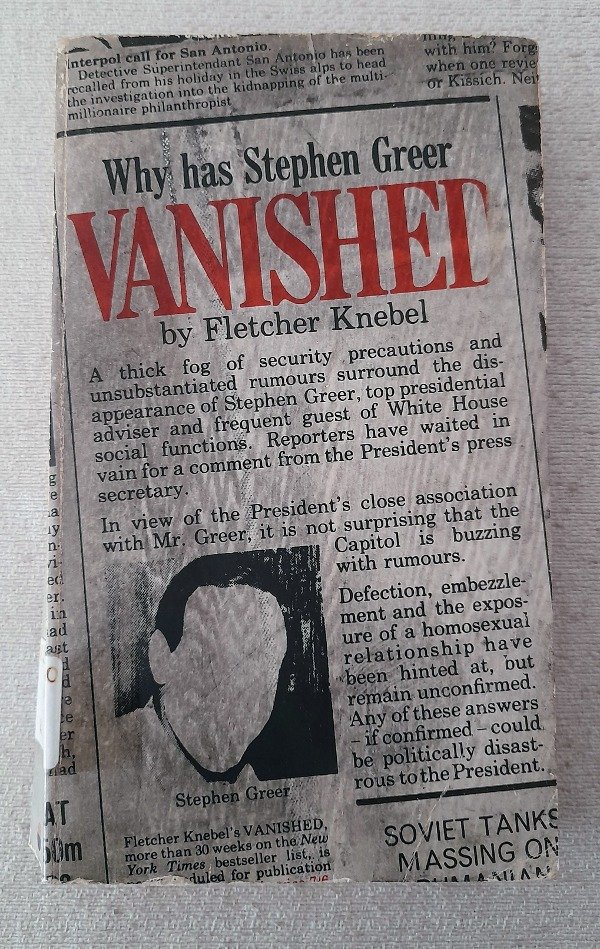 nterpol call for San Antonio.
Detective Superintendant San Antonio has been
recalled from his holiday in the Swiss alps to head
the investigation into the kidnapping of the multi-
millionaire philanthropist
with him? Forg
when one revie
or Kissich. Nei
Why has Stephen Greer
VANISHED
by Fletcher Knebel
A thick fog of security precautions and
unsubstantiated rumours surround the dis-
appearance of Stephen Greer, top presidential
adviser and frequent guest of White House
social functions. Reporters have waited in
vain for a comment from the President's press
secretary.
In view of the President's close association
with Mr. Greer, it is not surprising that the
Capitol is buzzing
with rumours.
Defection, embezzle-
ment and the expos-
ure of a homosexual
relationship have
been hinted at, but
remain unconfirmed.
Any of these answers
– if confirmed – could
be politically disast-
rous to the President.
Stephen Greer
Fletcher Knebel's VANISHED,
more than 30 weeks on the New
York Times bestseller list, is
duled for publication
SOVIET TANKS
MASSING ON